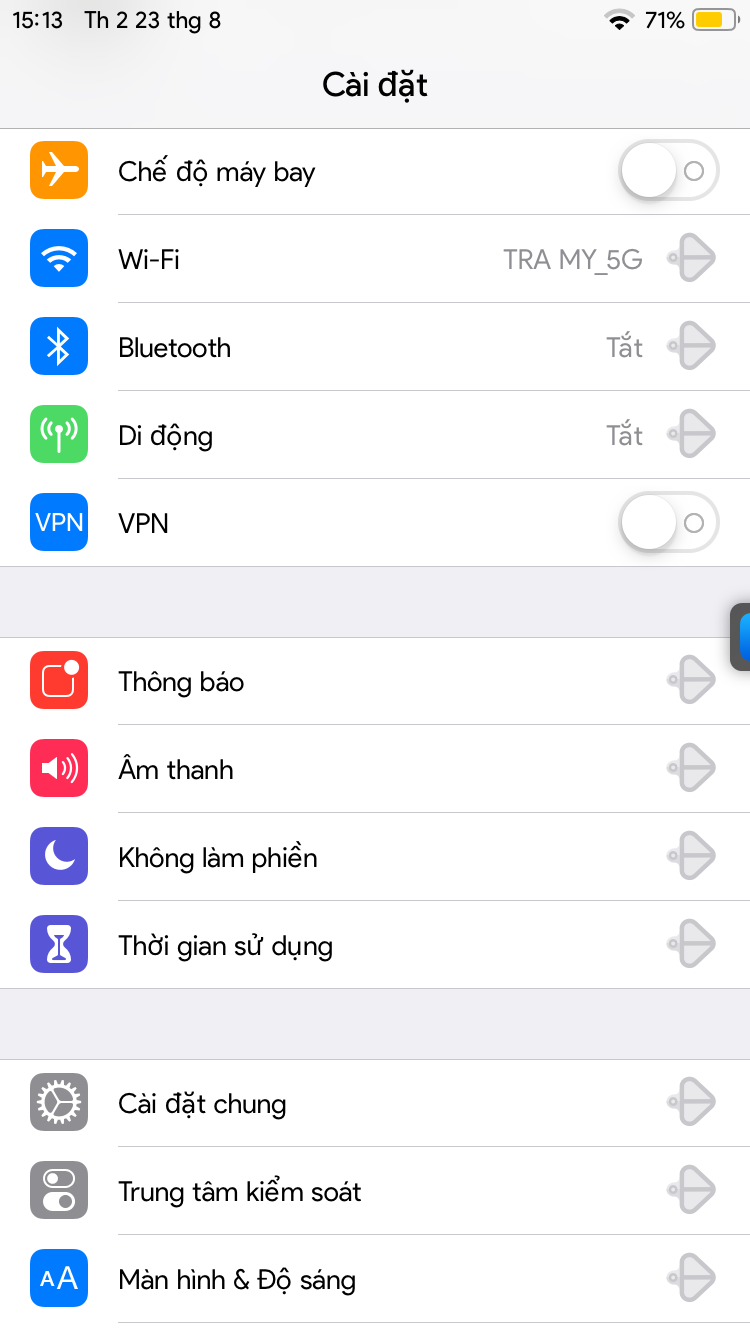 15:13 Th 2 23 thg 8 71%
Cài đặt
Chế độ máy bay
Wi-Fi TRA MY_5G
Bluetooth Tắt
Di động Tắt
VPN VPN
Thông báo
Âm thanh
Không làm phiền
Thời gian sử dụng
Cài đặt chung
Trung tâm kiểm soát
AA Màn hình & Độ sáng